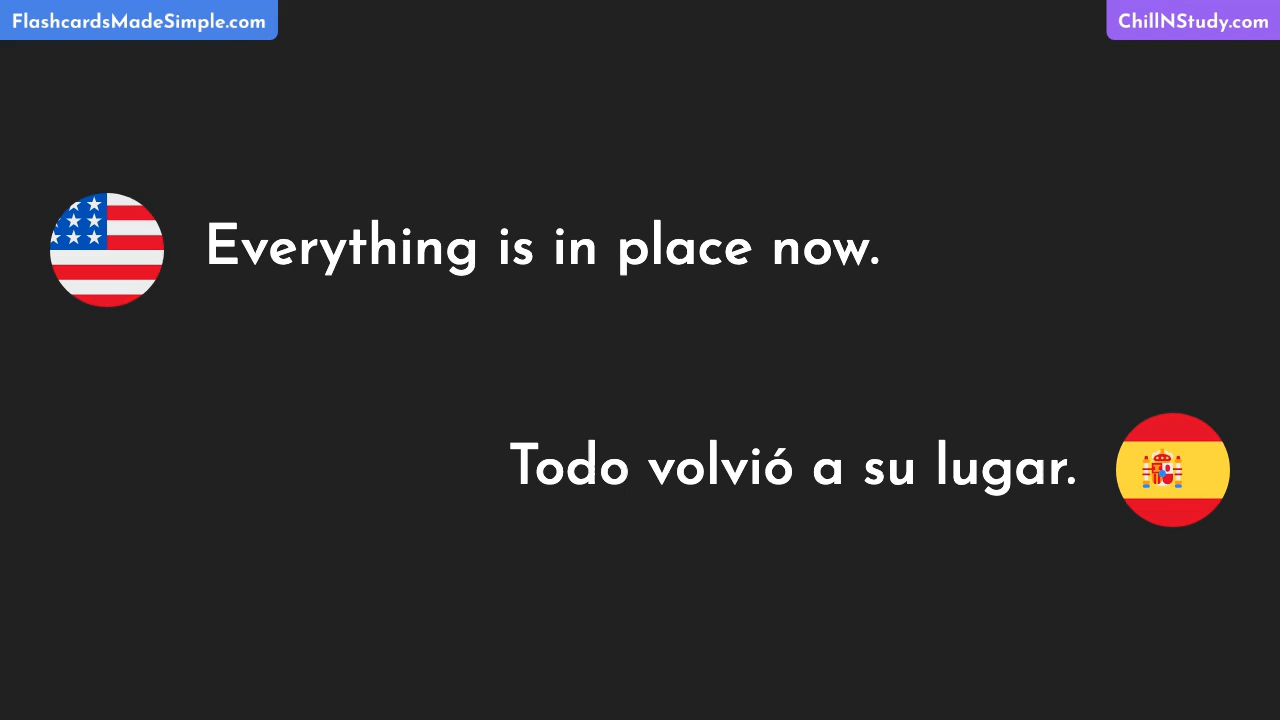 FlashcardsMadeSimple.com
ChillNStudy.com
Everything is in place now.
Todo volvió a su lugar.